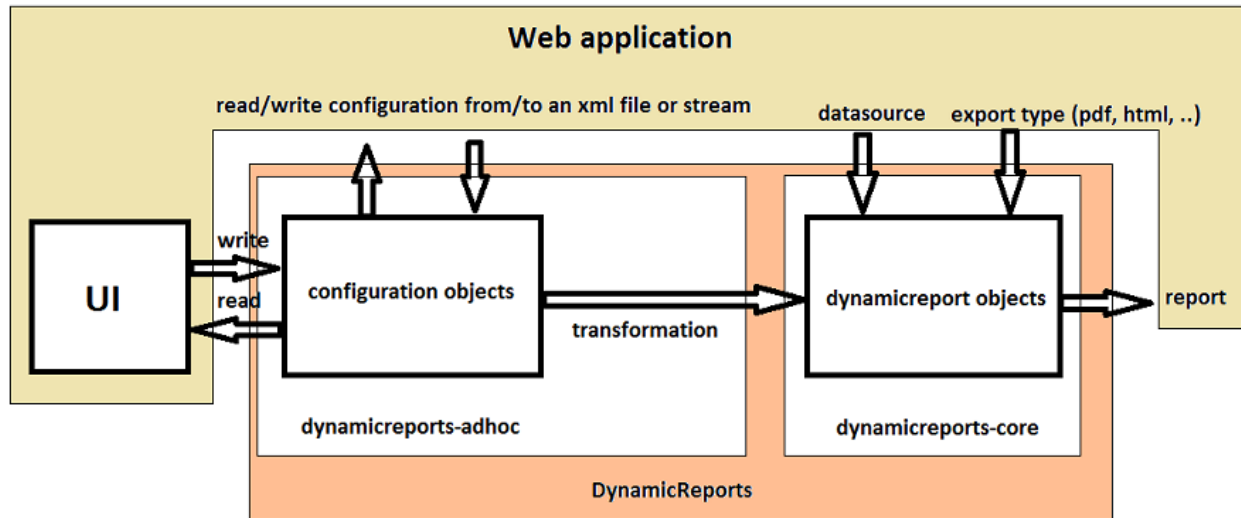 Web application
read/write configuration from/to an xml file or stream
datasource
export type (pdf, html, ..)
write
UI
read
configuration objects
transformation
dynamicreport objects
report
dynamicreports-adhoc
dynamicreports-core
DynamicReports